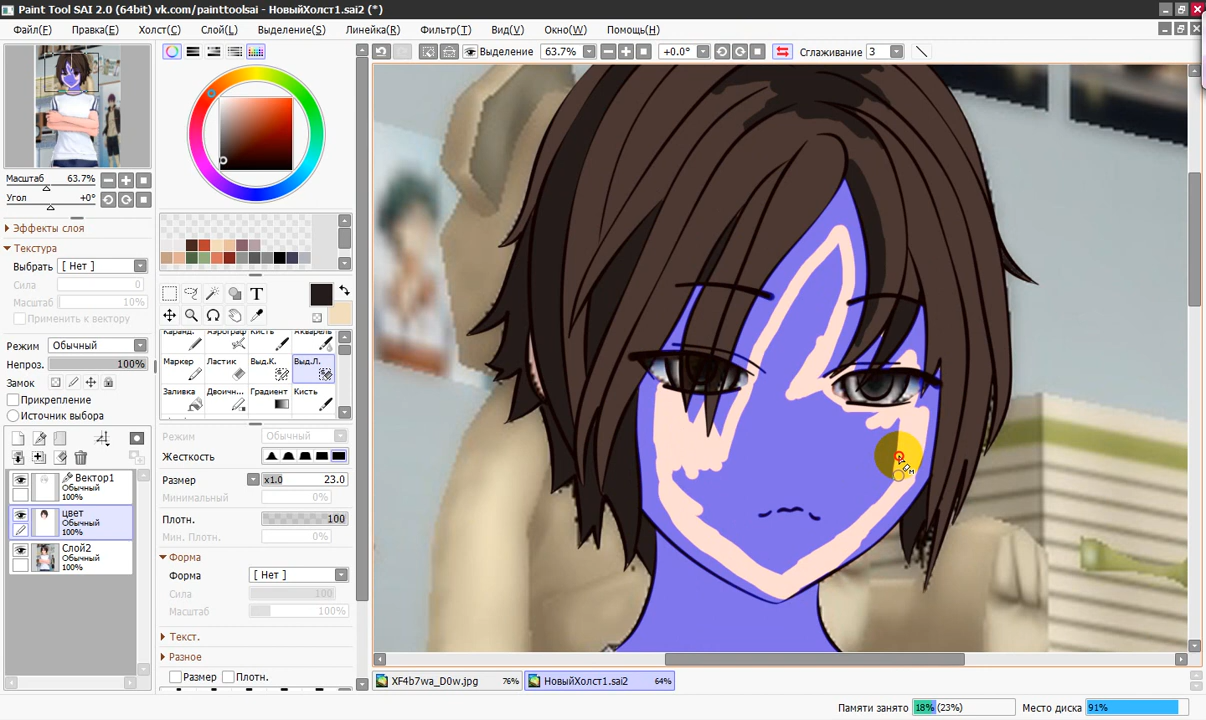 Paint Tool SAI 2.0 (64bit) vk.com/painttoolsai - НовыйХолст1.sai2 (*)
Файл(F) Правка(E) Холст(C) Слой(L) Выделение(S) Линейка(R) Фильтр(T) Вид(V) Окно(W) Помощь(H)
Выделение 63.7% +0.0° Сглаживание 3
Масштаб 63.7%
Угол +0°
Эффекты слоя
Текстура
Выбрать [ Нет ]
Сила 0
Масштаб 10%
Применить к вектору
Режим Обычный
Непроз. 100%
Замок
Прикрепление
Источник выбора
Вектор1
Обычный
100%
цвет
Обычный
100%
Слой2
Обычный
100%
T
Каранд. Аэрограф Кисть Акварель
Маркер Ластик Выд.К. Выд.Л.
Заливка Двоичн... Градиент Кисть
Режим Обычный
Жесткость
Размер x1.0 23.0
Минимальный 0%
Плотн. 100
Мин. Плотн. 0%
Форма
Форма [ Нет ]
Сила 100
Масштаб 100%
Текст.
Разное
Размер Плотн.
XF4b7wa_D0w.jpg 76% НовыйХолст1.sai2 64%
Памяти занято 18% (23%) Место диска 91%